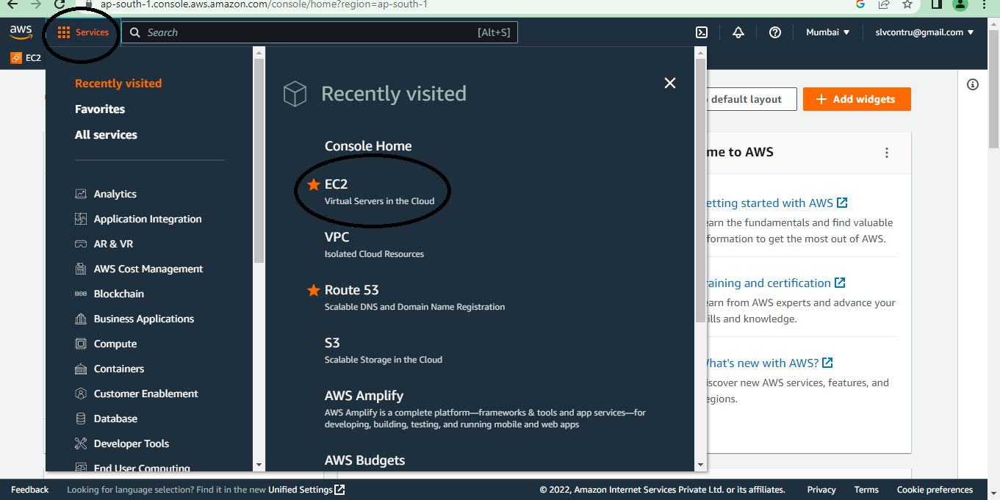 ap-south-1.console.aws.amazon.com/console/home?region=ap-south-1
aws
Services
Search
[Alt+S]
Mumbai
slvcontru@gmail.com
EC2
Recently visited
Favorites
All services
Analytics
Application Integration
AR & VR
AWS Cost Management
Blockchain
Business Applications
Compute
Containers
Customer Enablement
Database
Developer Tools
End User Computing
Recently visited
Console Home
EC2
Virtual Servers in the Cloud
VPC
Isolated Cloud Resources
Route 53
Scalable DNS and Domain Name Registration
S3
Scalable Storage in the Cloud
AWS Amplify
AWS Amplify is a complete platform—frameworks & tools and app services—for
developing, building, testing, and running mobile and web apps
AWS Budgets
default layout
+ Add widgets
me to AWS
etting started with AWS
earn the fundamentals and find valuable
formation to get the most out of AWS.
raining and certification
earn from AWS experts and advance your
ills and knowledge.
What's new with AWS?
iscover new AWS services, features, and
egions.
Feedback
Looking for language selection? Find it in the new Unified Settings
© 2022, Amazon Internet Services Private Ltd. or its affiliates.
Privacy
Terms
Cookie preferences